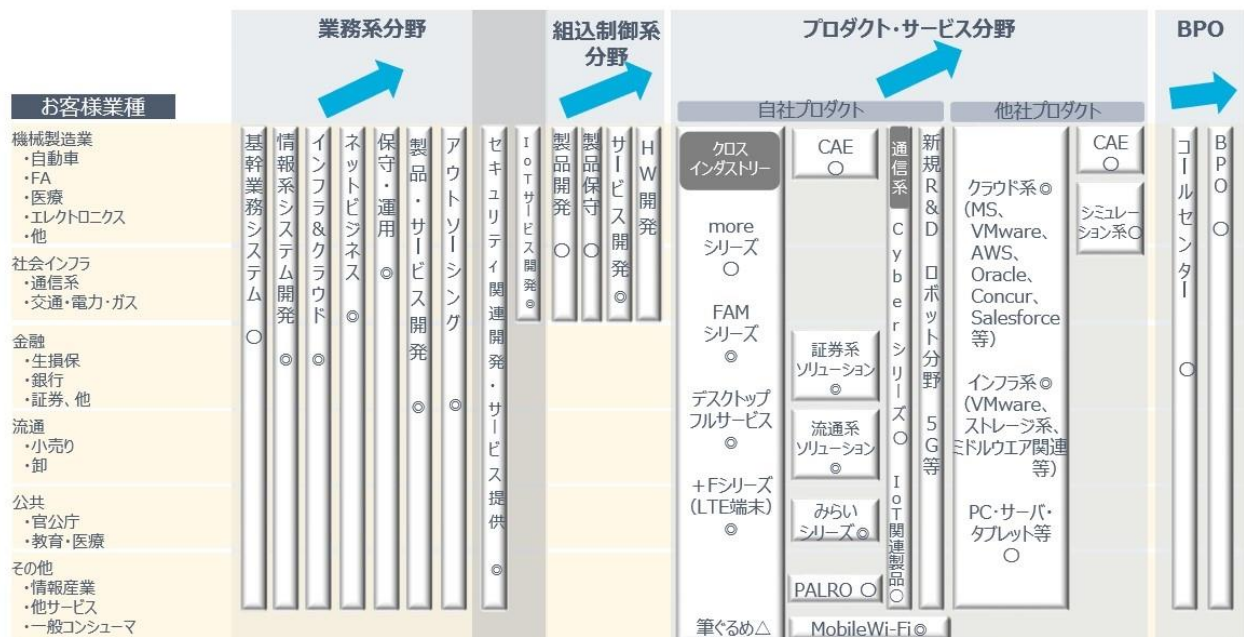 業務系分野
組込制御系
分野
プロダクト・サービス分野
BPO
お客様業種
自社プロダクト
他社プロダクト
機械製造業
・自動車
・FA
・医療
・エレクトロニクス
・他
社会インフラ
・通信系
・交通・電力・ガス
金融
・生損保
・銀行
・証券、他
流通
・小売り
・卸
公共
・官公庁
・教育・医療
その他
・情報産業
・他サービス
・一般コンシューマ
基幹業務システム ○
情報系システム開発 ◎
インフラ&クラウド ◎
ネットビジネス ◎
保守・運用 ◎
製品・サービス開発 ◎
アウトソーシング ◎
セキュリティ関連開発・サービス提供 ◎
IoTサービス開発 ◎
製品開発 ○
製品保守 ○
サービス開発 ◎
HW開発
クロス
インダストリー
more
シリーズ
○
FAM
シリーズ
◎
デスクトップ
フルサービス
◎
+Fシリーズ
(LTE端末)
◎
筆ぐるめ△
CAE
○
証券系
ソリューション
◎
流通系
ソリューション
◎
みらい
シリーズ◎
PALRO ○
MobileWi-Fi◎
通信系
Cyberシリーズ○ IoT関連製品○
新規R&D ロボット分野 5G等
クラウド系◎
(MS、
VMware、
AWS、
Oracle、
Concur、
Salesforce
等)
インフラ系◎
(VMware、
ストレージ系、
ミドルウエア関連
等)
PC・サーバ・
タブレット等
○
CAE
○
シミュレー
ション系○
コールセンター ○
BPO ○